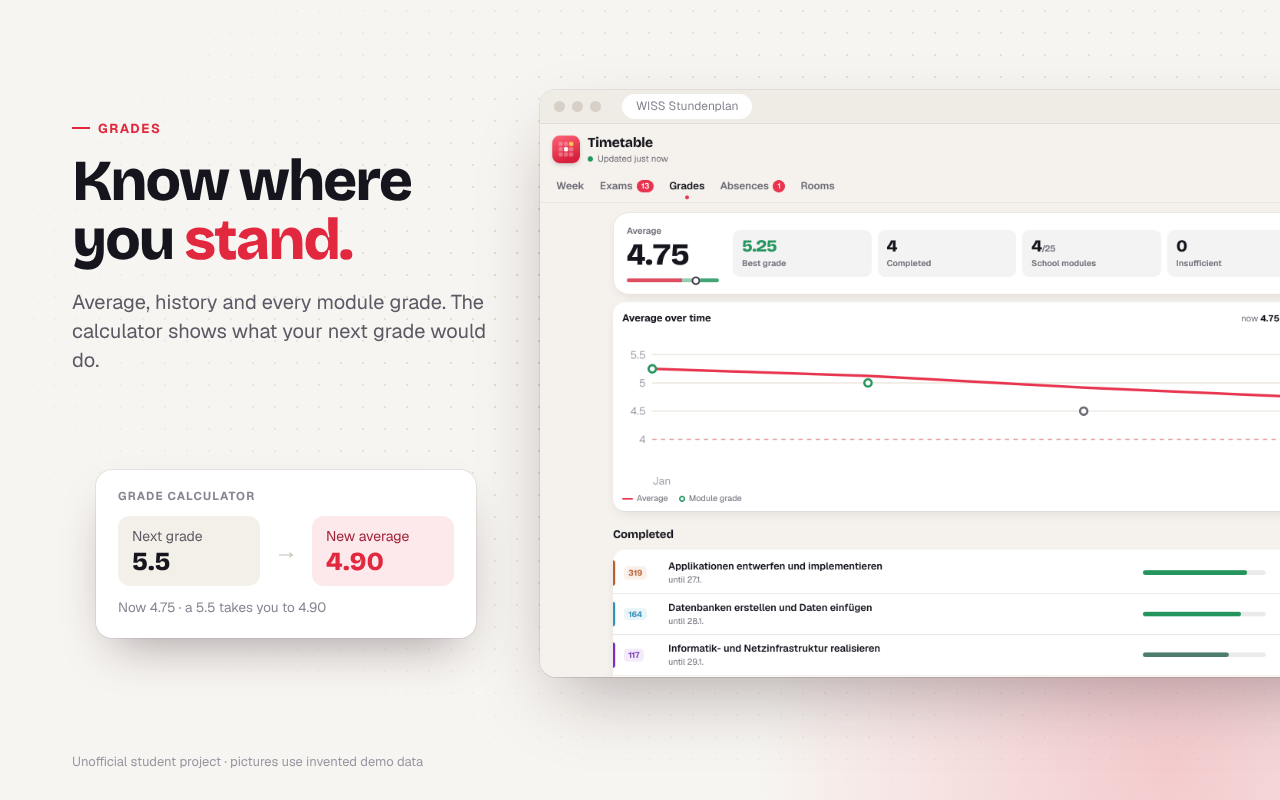 GRADES
Know where
you stand.
Average, history and every module grade. The
calculator shows what your next grade would
do.
GRADE CALCULATOR
Next grade
5.5
→
New average
4.90
Now 4.75 · a 5.5 takes you to 4.90
Unofficial student project · pictures use invented demo data
WISS Stundenplan
Timetable
Updated just now
Week Exams 13 Grades Absences 1 Rooms
Average
4.75
5.25
Best grade
4
Completed
4/25
School modules
0
Insufficient
Average over time
now 4.75
5.5
5
4.5
4
Jan
Average Module grade
Completed
319 Applikationen entwerfen und implementieren
until 27.1.
164 Datenbanken erstellen und Daten einfügen
until 28.1.
117 Informatik- und Netzinfrastruktur realisieren
until 29.1.